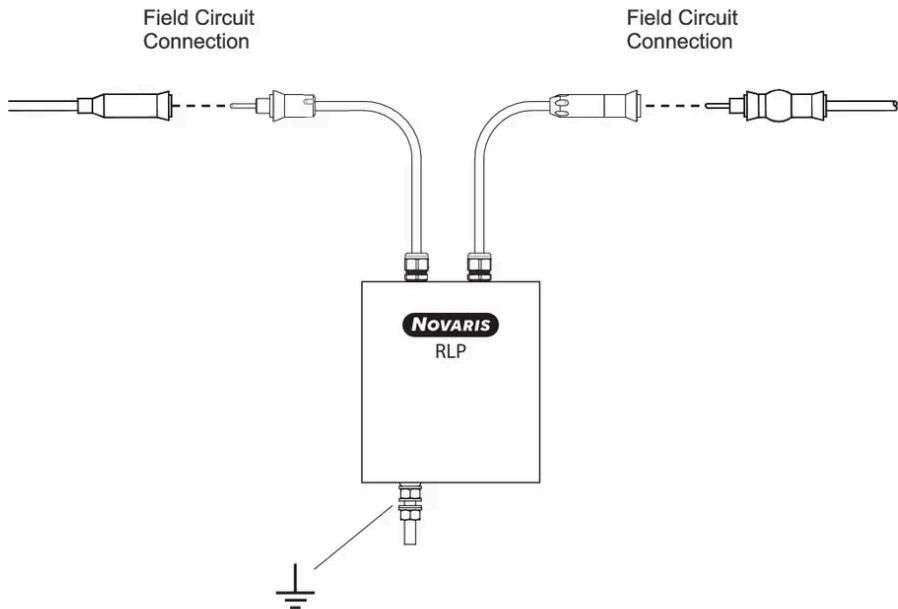 Field Circuit
Connection
Field Circuit
Connection
NOVARIS
RLP